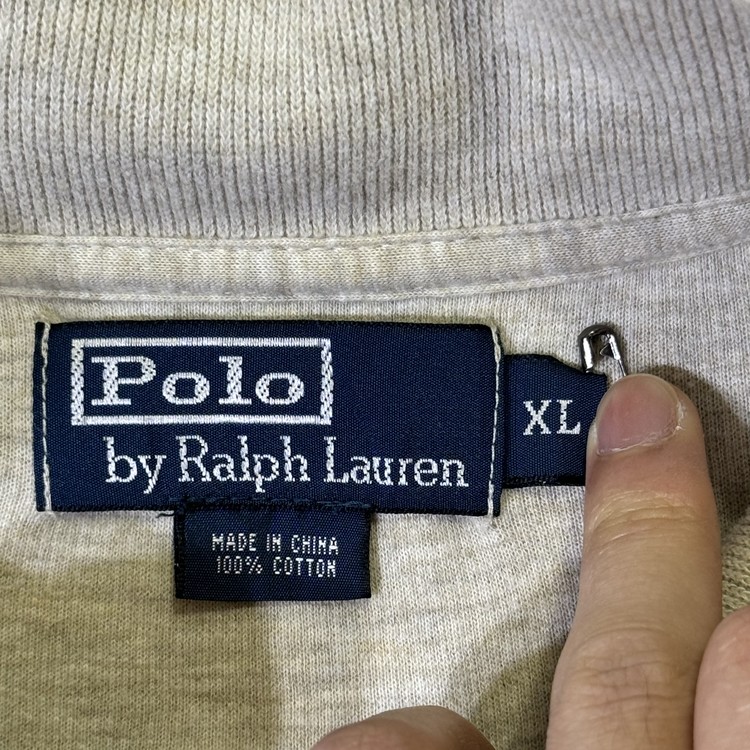 Polo
by Ralph Lauren
XL
MADE IN CHINA
100% COTTON